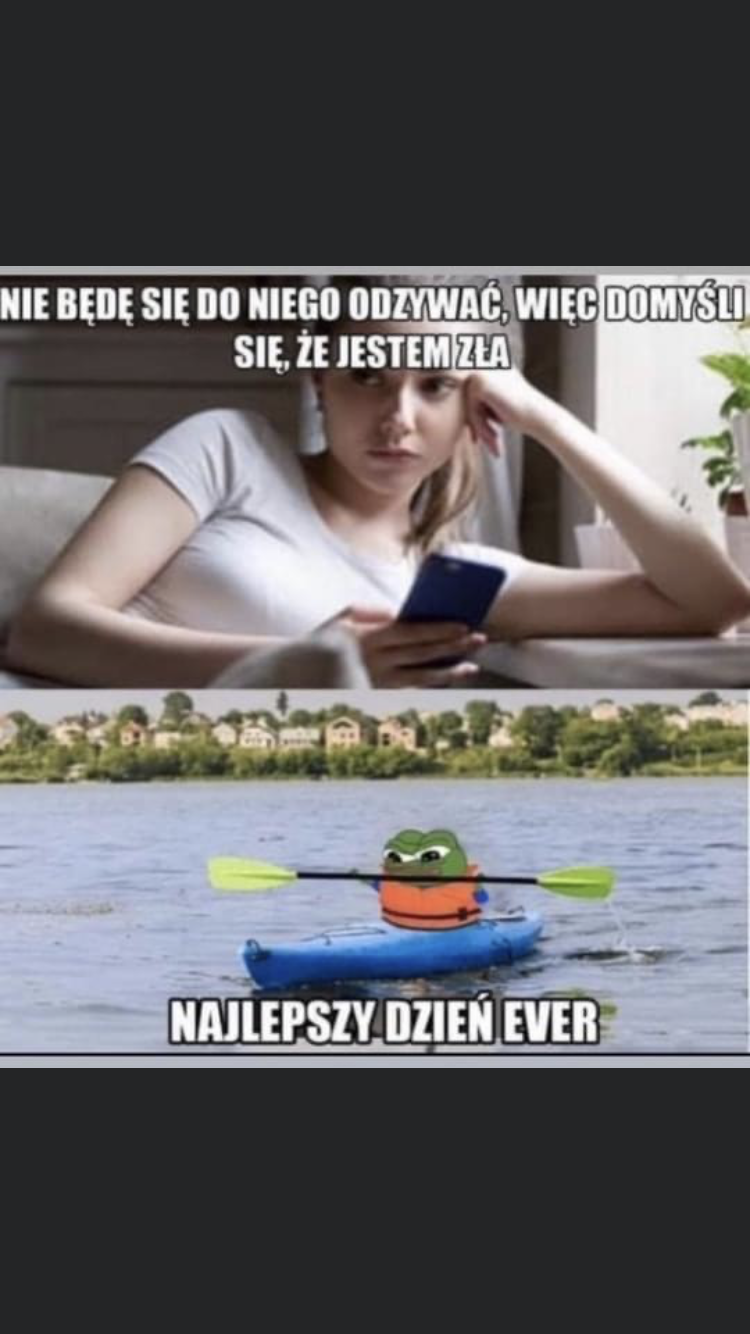 NIE BĘDĘ SIĘ DO NIEGO ODZYWAĆ, WIĘC DOMYŚLI
SIĘ, ŻE JESTEM ZŁA
NAJLEPSZY DZIEŃ EVER